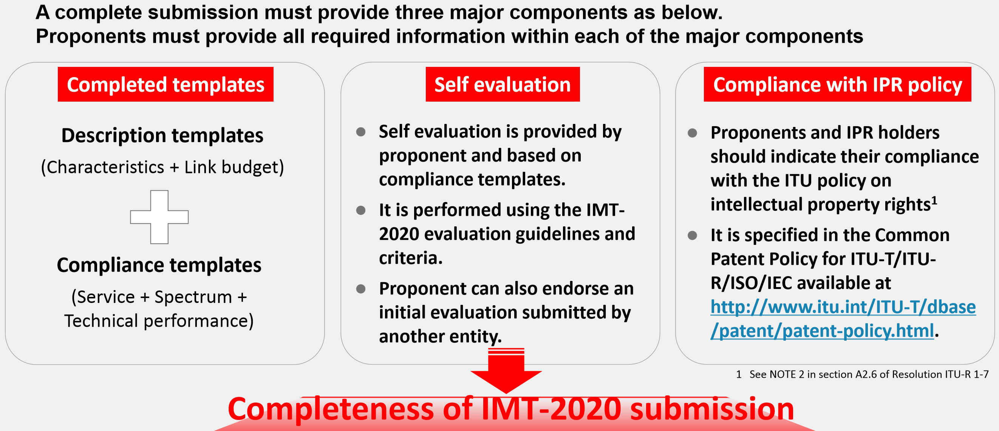 A complete submission must provide three major components as below.
Proponents must provide all required information within each of the major components
Completed templates
Description templates
(Characteristics + Link budget)
Compliance templates
(Service + Spectrum +
Technical performance)
Self evaluation
● Self evaluation is provided by
proponent and based on
compliance templates.
● It is performed using the IMT-
2020 evaluation guidelines and
criteria.
● Proponent can also endorse an
initial evaluation submitted by
another entity.
Compliance with IPR policy
● Proponents and IPR holders
should indicate their compliance
with the ITU policy on
intellectual property rights¹
● It is specified in the Common
Patent Policy for ITU-T/ITU-
R/ISO/IEC available at
http://www.itu.int/ITU-T/dbase
/patent/patent-policy.html.
1 See NOTE 2 in section A2.6 of Resolution ITU-R 1-7
Completeness of IMT-2020 submission